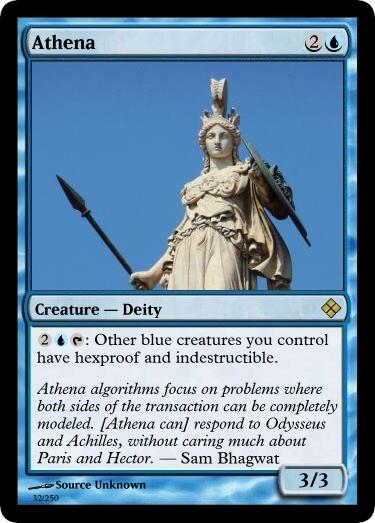 Athena 2
Creature — Deity
2 : Other blue creatures you control
have hexproof and indestructible.
Athena algorithms focus on problems where
both sides of the transaction can be completely
modeled. [Athena can] respond to Odysseus
and Achilles, without caring much about
Paris and Hector. — Sam Bhagwat
3/3
Source Unknown
32/250